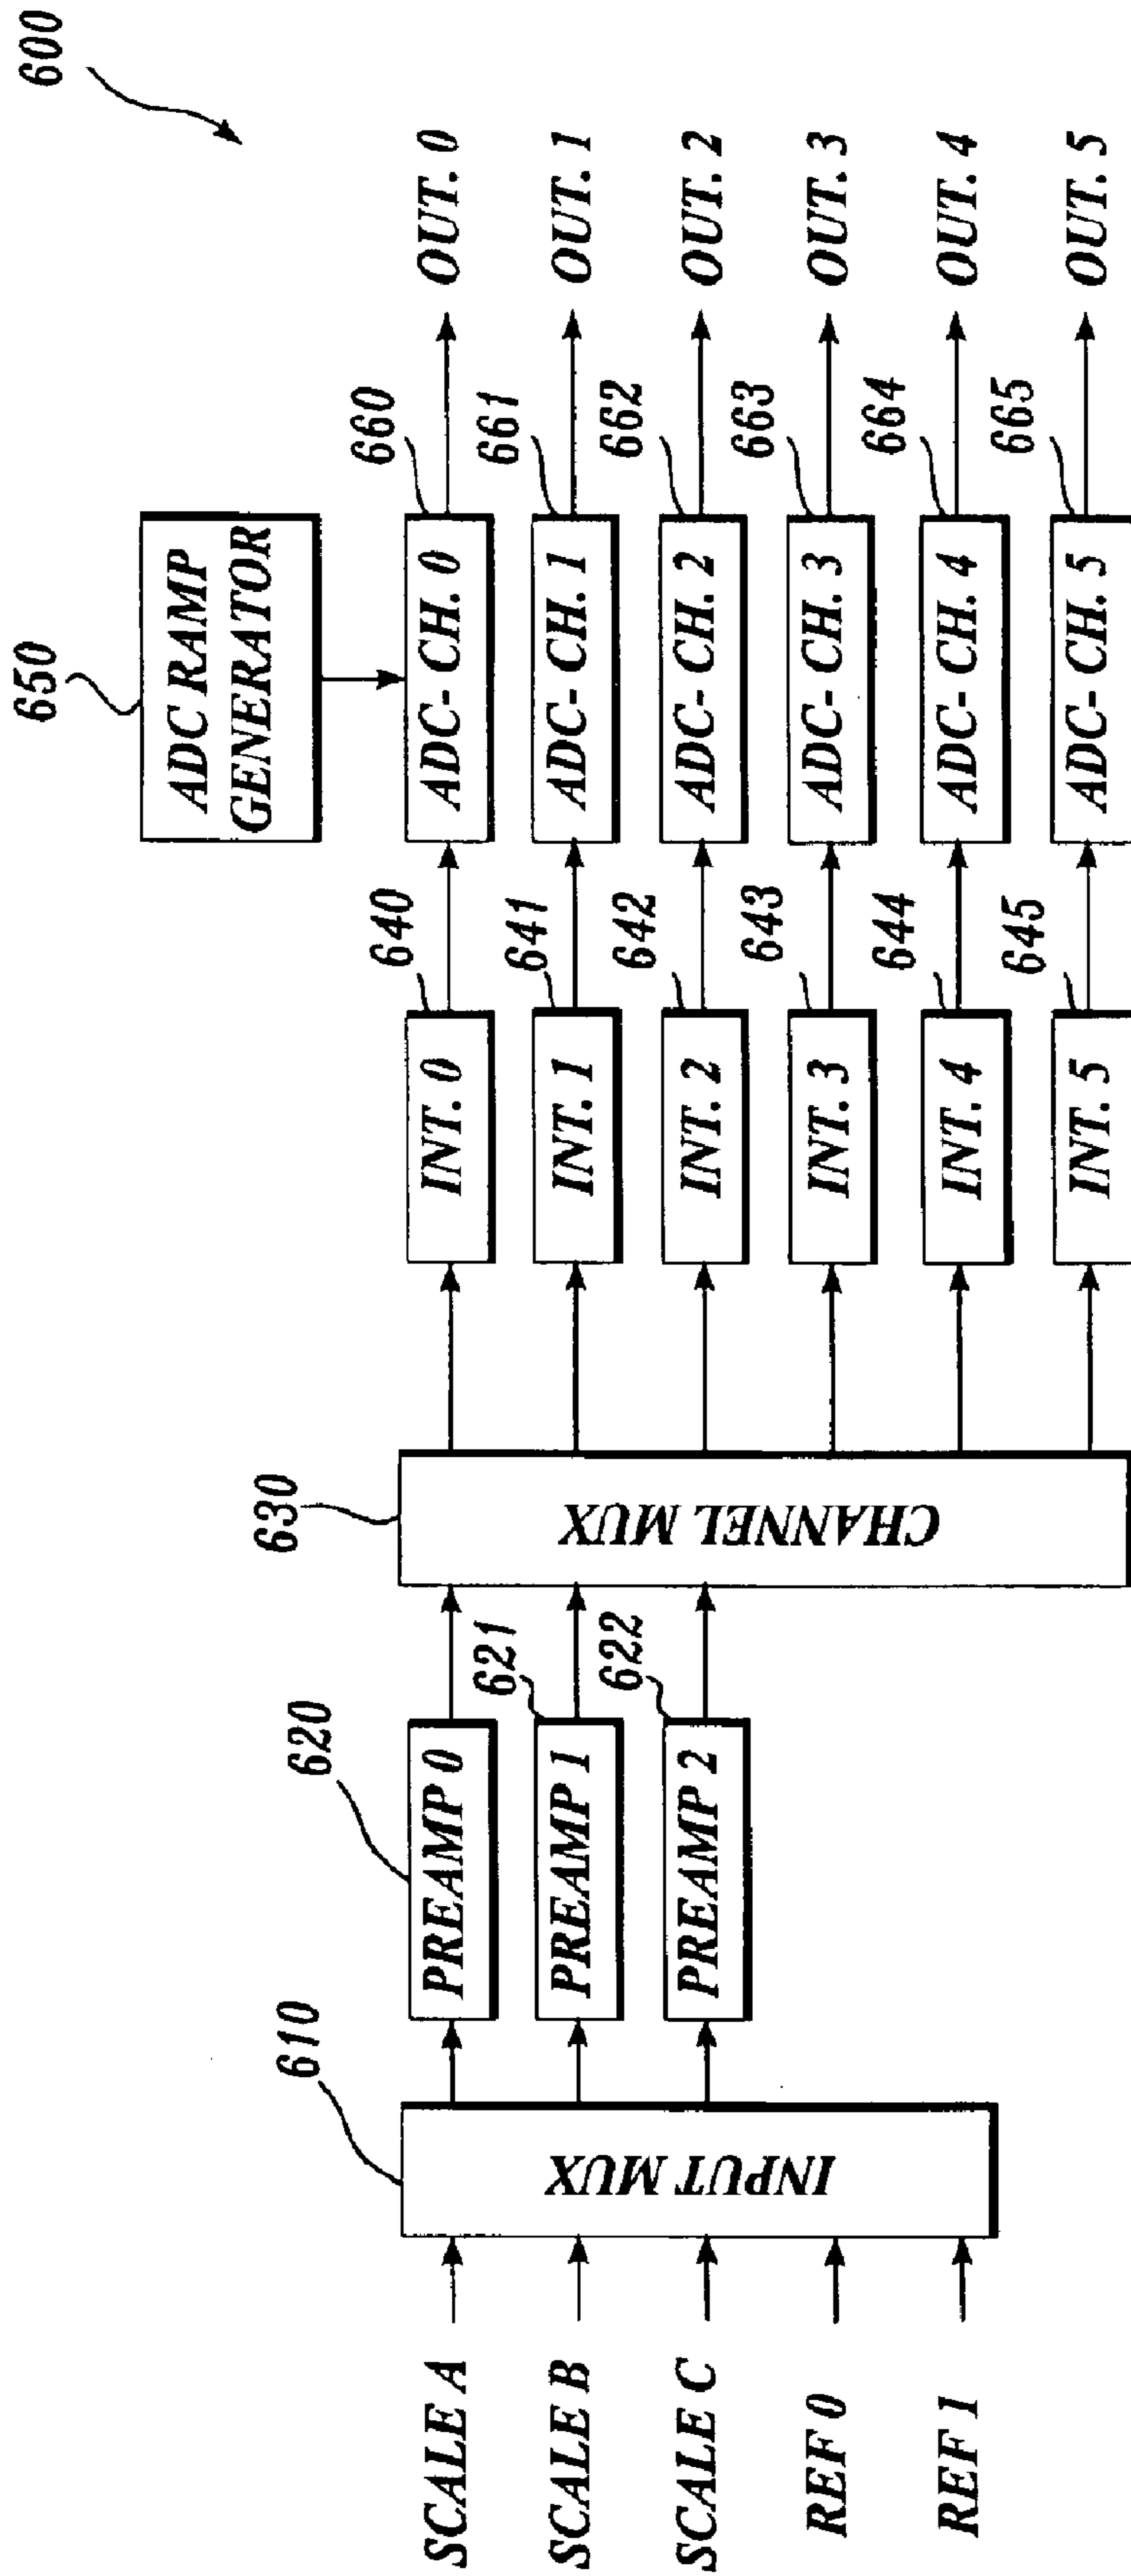 600
650
ADC RAMP
GENERATOR
SCALE A
SCALE B
SCALE C
REF 0
REF 1
610
INPUT MUX
620
PREAMP 0
621
PREAMP 1
622
PREAMP 2
630
CHANNEL MUX
640
INT. 0
641
INT. 1
642
INT. 2
643
INT. 3
644
INT. 4
645
INT. 5
660
ADC- CH. 0
661
ADC- CH. 1
662
ADC- CH. 2
663
ADC- CH. 3
664
ADC- CH. 4
665
ADC- CH. 5
OUT. 0
OUT. 1
OUT. 2
OUT. 3
OUT. 4
OUT. 5